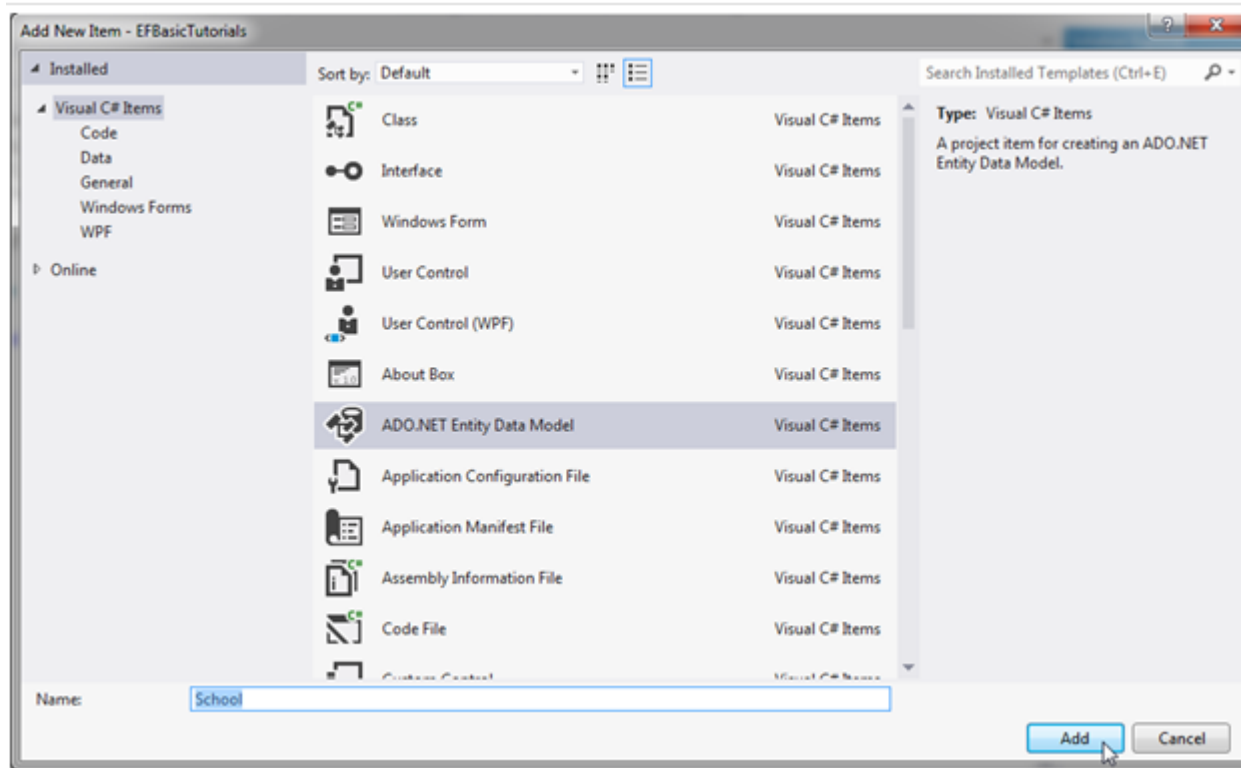 Add New Item - EFBasicTutorials
Installed
Visual C# Items
Code
Data
General
Windows Forms
WPF
Online
Sort by: Default
Search Installed Templates (Ctrl+E)
Class Visual C# Items
Interface Visual C# Items
Windows Form Visual C# Items
User Control Visual C# Items
User Control (WPF) Visual C# Items
About Box Visual C# Items
ADO.NET Entity Data Model Visual C# Items
Application Configuration File Visual C# Items
Application Manifest File Visual C# Items
Assembly Information File Visual C# Items
Code File Visual C# Items
Custom Control Visual C# Items
Type: Visual C# Items
A project item for creating an ADO.NET
Entity Data Model.
Name: School
Add Cancel